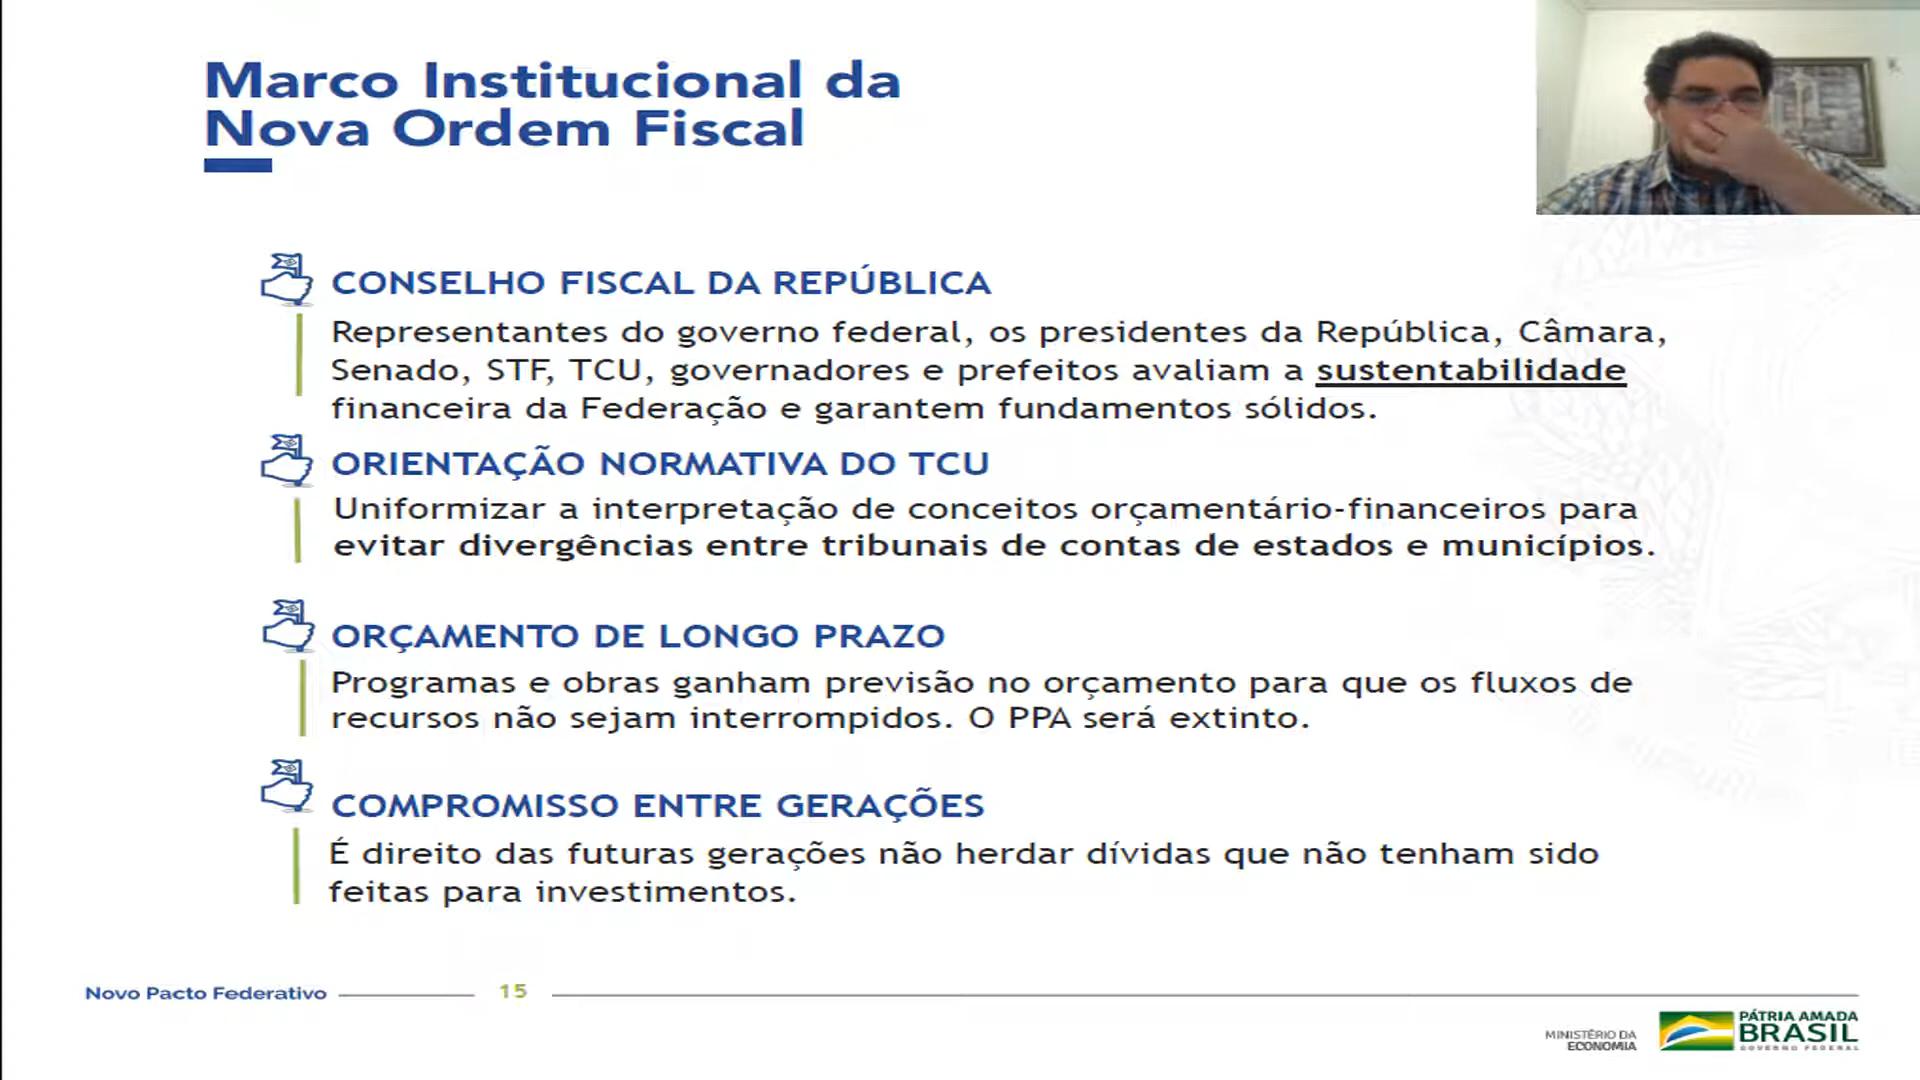 Marco Institucional da
Nova Ordem Fiscal
CONSELHO FISCAL DA REPÚBLICA
Representantes do governo federal, os presidentes da República, Câmara,
Senado, STF, TCU, governadores e prefeitos avaliam a sustentabilidade
financeira da Federação e garantem fundamentos sólidos.
ORIENTAÇÃO NORMATIVA DO TCU
Uniformizar a interpretação de conceitos orçamentário-financeiros para
evitar divergências entre tribunais de contas de estados e municípios.
ORÇAMENTO DE LONGO PRAZO
Programas e obras ganham previsão no orçamento para que os fluxos de
recursos não sejam interrompidos. O PPA será extinto.
COMPROMISSO ENTRE GERAÇÕES
É direito das futuras gerações não herdar dívidas que não tenham sido
feitas para investimentos.
Novo Pacto Federativo
15
MINISTÉRIO DA
ECONOMIA
PÁTRIA AMADA
BRASIL
GOVERNO FEDERAL